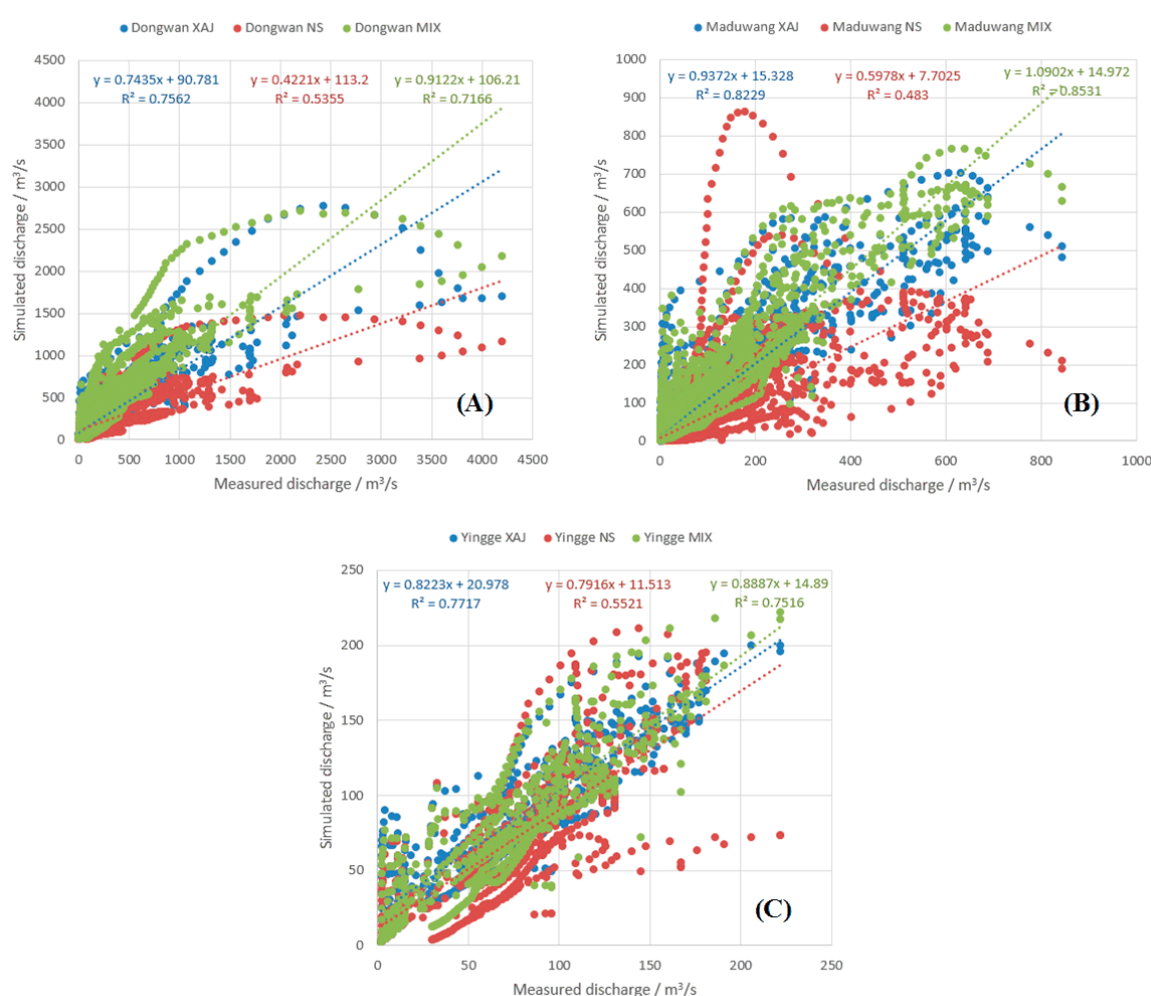 Dongwan XAJ Dongwan NS Dongwan MIX
y = 0.7435x + 90.781
R² = 0.7562
y = 0.4221x + 113.2
R² = 0.5355
y = 0.9122x + 106.21
R² = 0.7166
4500
4000
3500
3000
2500
2000
1500
1000
500
0
Simulated discharge / m³/s
(A)
0 500 1000 1500 2000 2500 3000 3500 4000 4500
Measured discharge / m³/s
Maduwang XAJ Maduwang NS Maduwang MIX
y = 0.9372x + 15.328
R² = 0.8229
y = 0.5978x + 7.7025
R² = 0.483
y = 1.0902x + 14.972
R² = 0.8531
1000
900
800
700
600
500
400
300
200
100
0
Simulated discharge / m³/s
(B)
0 200 400 600 800 1000
Measured discharge / m³/s
Yingge XAJ Yingge NS Yingge MIX
y = 0.8223x + 20.978
R² = 0.7717
y = 0.7916x + 11.513
R² = 0.5521
y = 0.8887x + 14.89
R² = 0.7516
250
200
150
100
50
0
Simulated discharge / m³/s
(C)
0 50 100 150 200 250
Measured discharge / m³/s